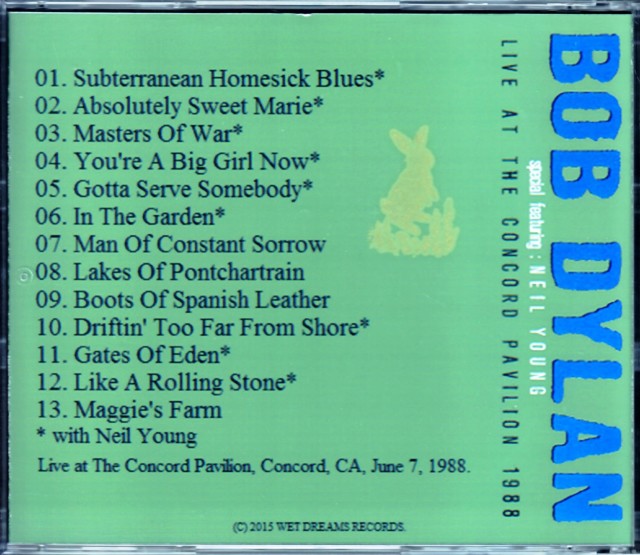 01. Subterranean Homesick Blues*
02. Absolutely Sweet Marie*
03. Masters Of War*
04. You're A Big Girl Now*
05. Gotta Serve Somebody*
06. In The Garden*
07. Man Of Constant Sorrow
08. Lakes Of Pontchartrain
09. Boots Of Spanish Leather
10. Driftin' Too Far From Shore*
11. Gates Of Eden*
12. Like A Rolling Stone*
13. Maggie's Farm
* with Neil Young
Live at The Concord Pavilion, Concord, CA, June 7, 1988.
(C) 2015 WET DREAMS RECORDS.
BOB DYLAN
special featuring : NEIL YOUNG
LIVE AT THE CONCORD PAVILION 1988